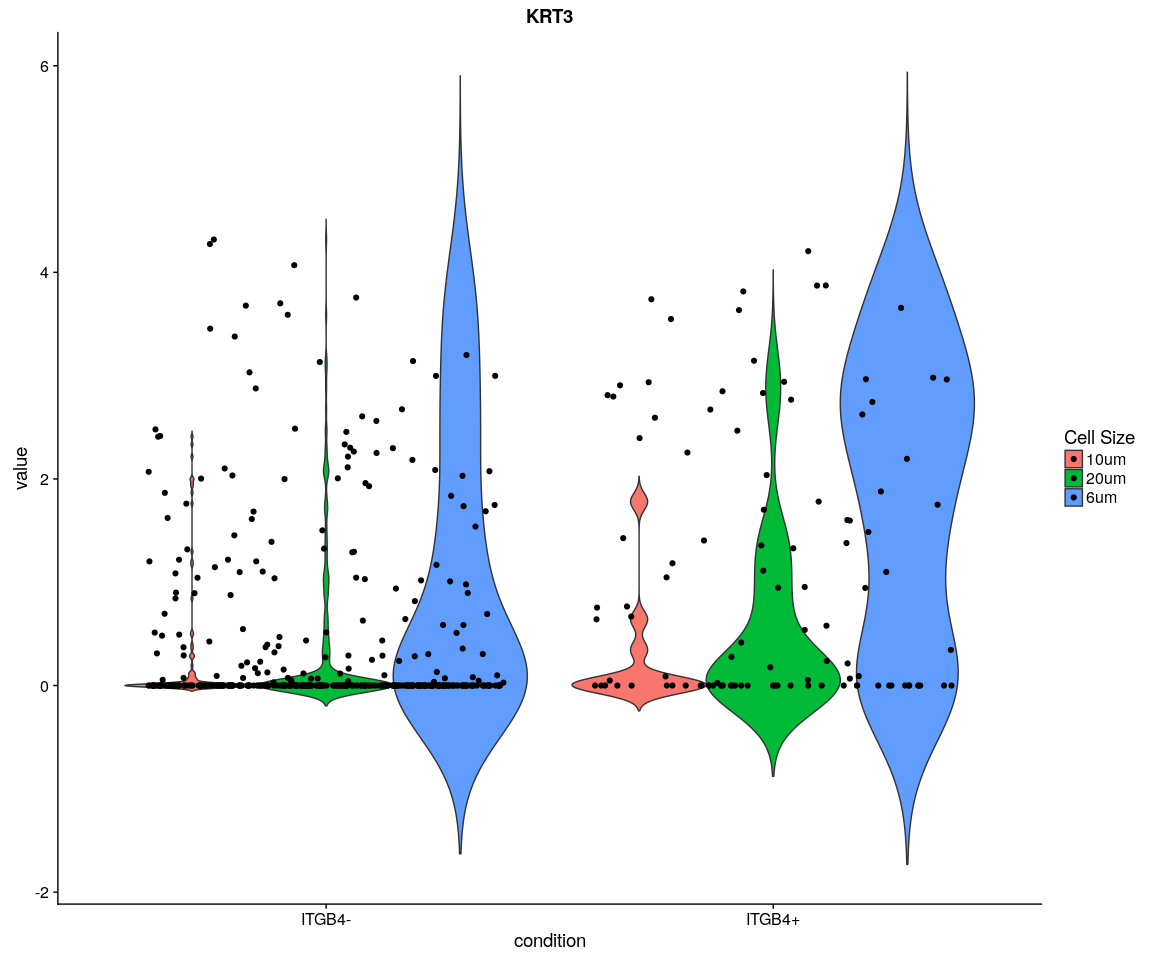 KRT3
6
4
2
0
-2
value
ITGB4-
ITGB4+
condition
Cell Size
10um
20um
6um